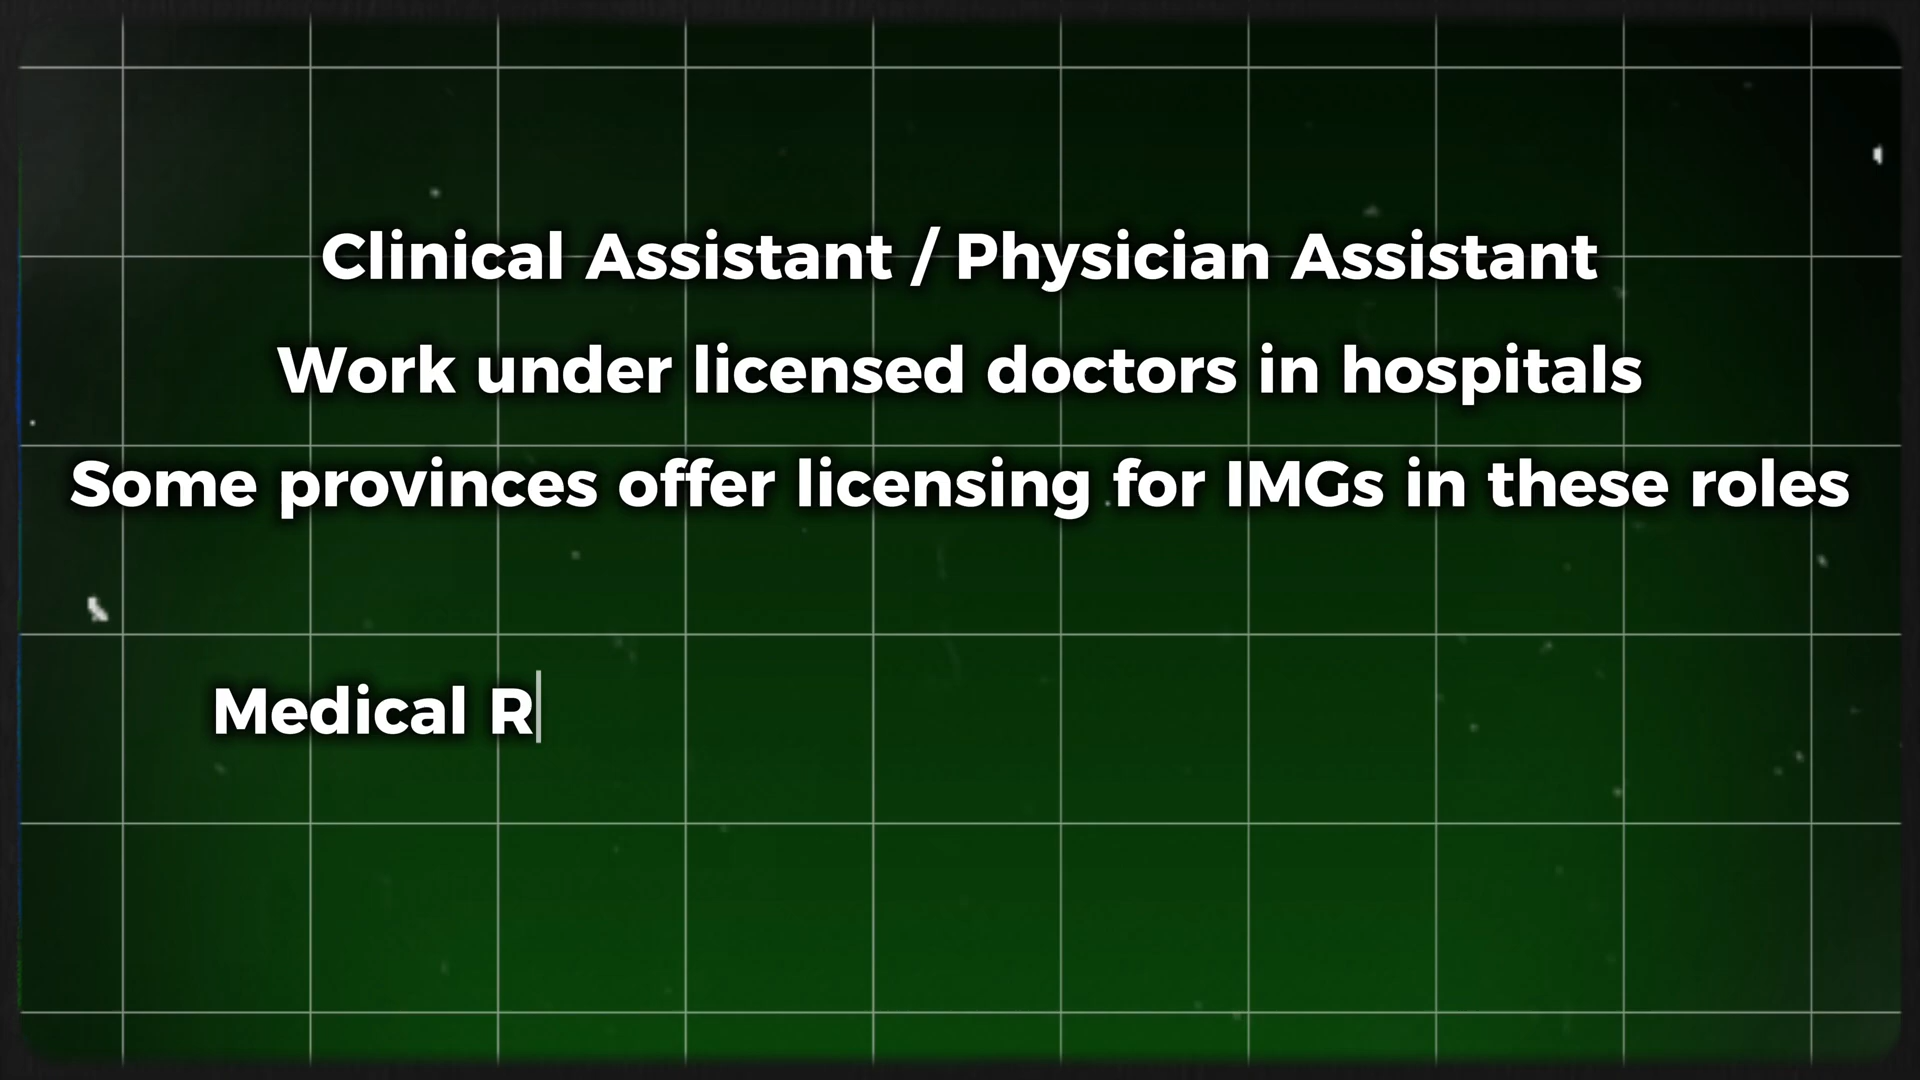 Clinical Assistant / Physician Assistant
Work under licensed doctors in hospitals
Some provinces offer licensing for IMGs in these roles
Medical R